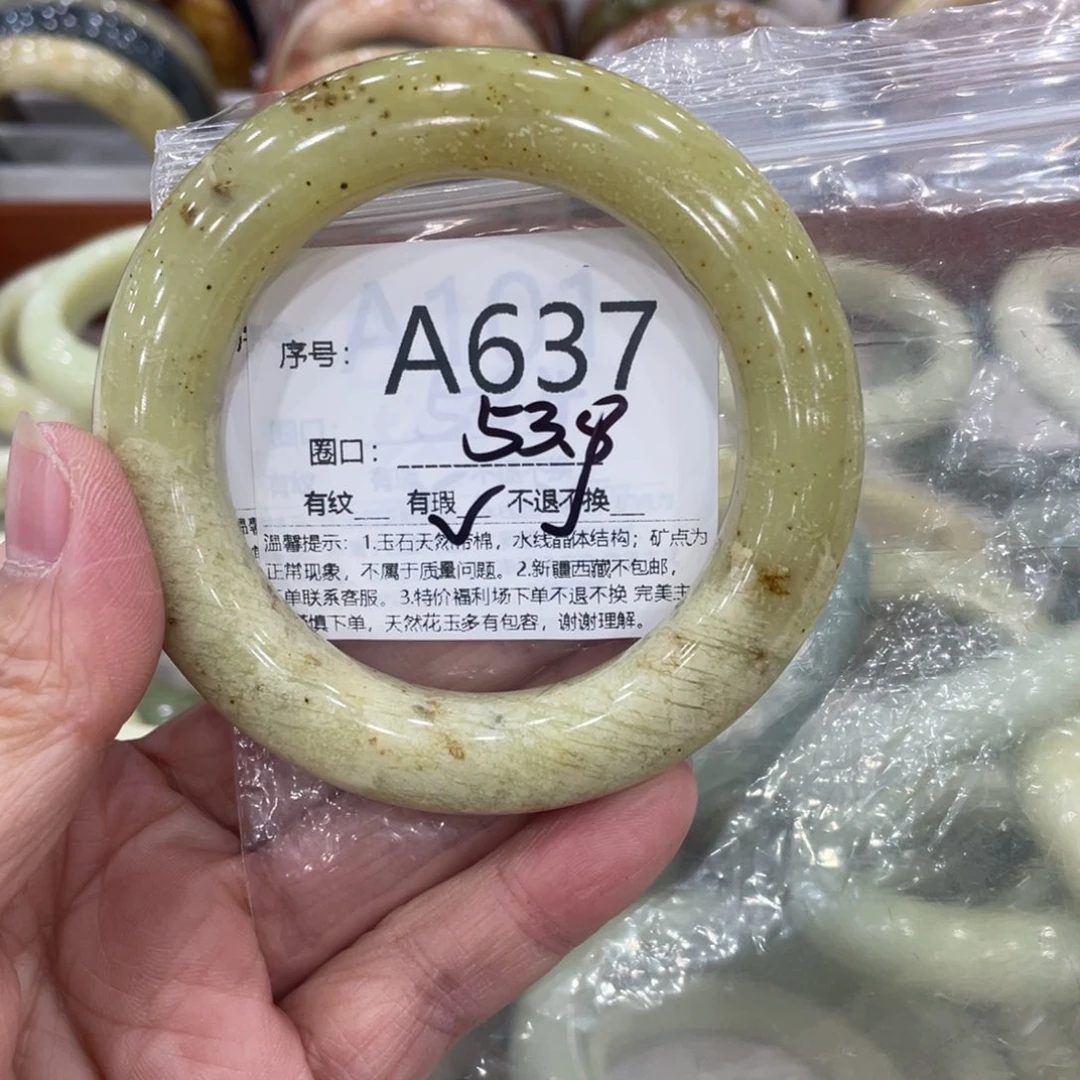 序号: A637
圈口: 53.8
有纹 有瑕 ✓ 不退不换
温馨提示: 1.玉石天然带棉, 水线晶体结构; 矿点为
正常现象, 不属于质量问题。2.新疆西藏不包邮,
单联系客服。3.特价福利场下单不退不换 完美主
慎下单, 天然花玉多有包容, 谢谢理解。